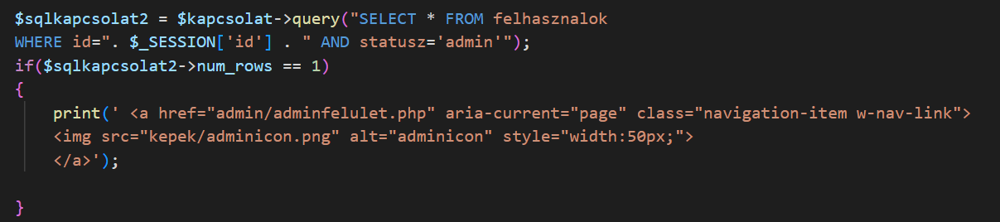 $sqlkapcsolat2 = $kapcsolat->query("SELECT * FROM felhasznalok
WHERE id=". $_SESSION['id'] . " AND statusz='admin'");
if($sqlkapcsolat2->num_rows == 1)
{
print(' <a href="admin/adminfelulet.php" aria-current="page" class="navigation-item w-nav-link">
<img src="kepek/adminicon.png" alt="adminicon" style="width:50px;">
</a>');
}